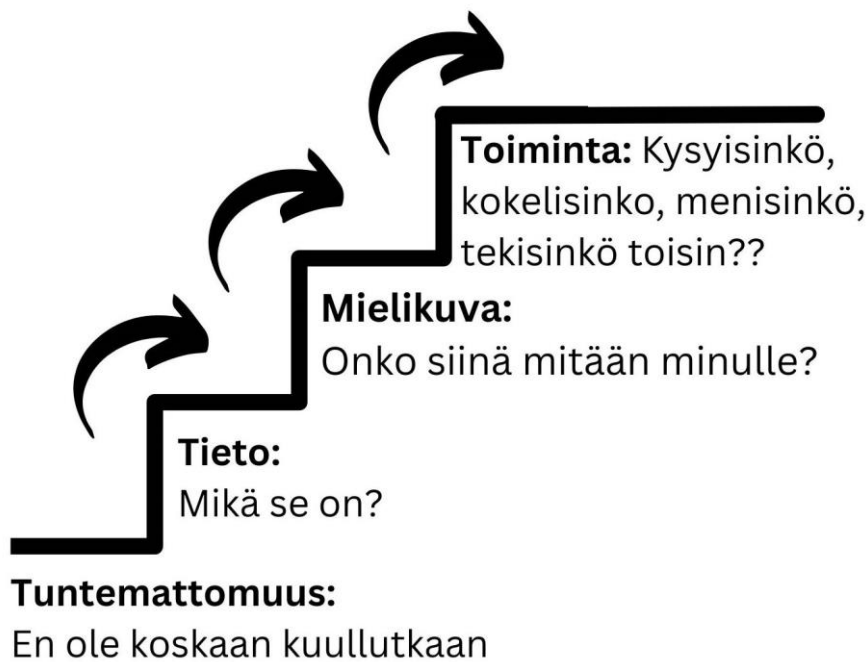 Toiminta: Kysyisinkö,
kokelisinko, menisinkö,
tekisinkö toisin??
Mielikuva:
Onko siinä mitään minulle?
Tieto:
Mikä se on?
Tuntemattomuus:
En ole koskaan kuullutkaan